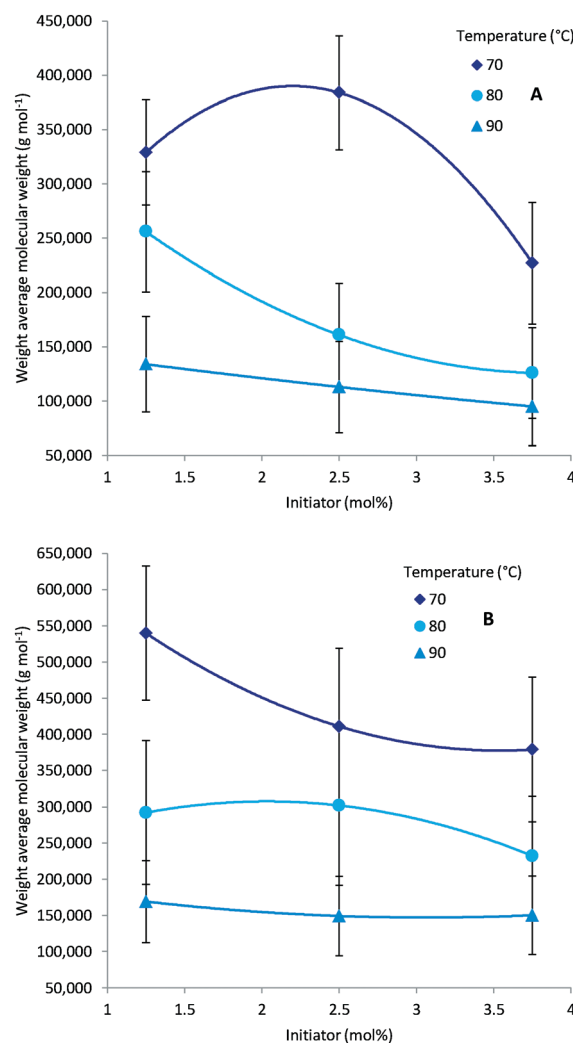 450,000
400,000
350,000
300,000
250,000
200,000
150,000
100,000
50,000
Weight average molecular weight (g mol⁻¹)
Temperature (°C)
70
80
90
A
1 1.5 2 2.5 3 3.5 4
Initiator (mol%)
650,000
600,000
550,000
500,000
450,000
400,000
350,000
300,000
250,000
200,000
150,000
100,000
50,000
Weight average molecular weight (g mol⁻¹)
Temperature (°C)
70
80
90
B
1 1.5 2 2.5 3 3.5 4
Initiator (mol%)